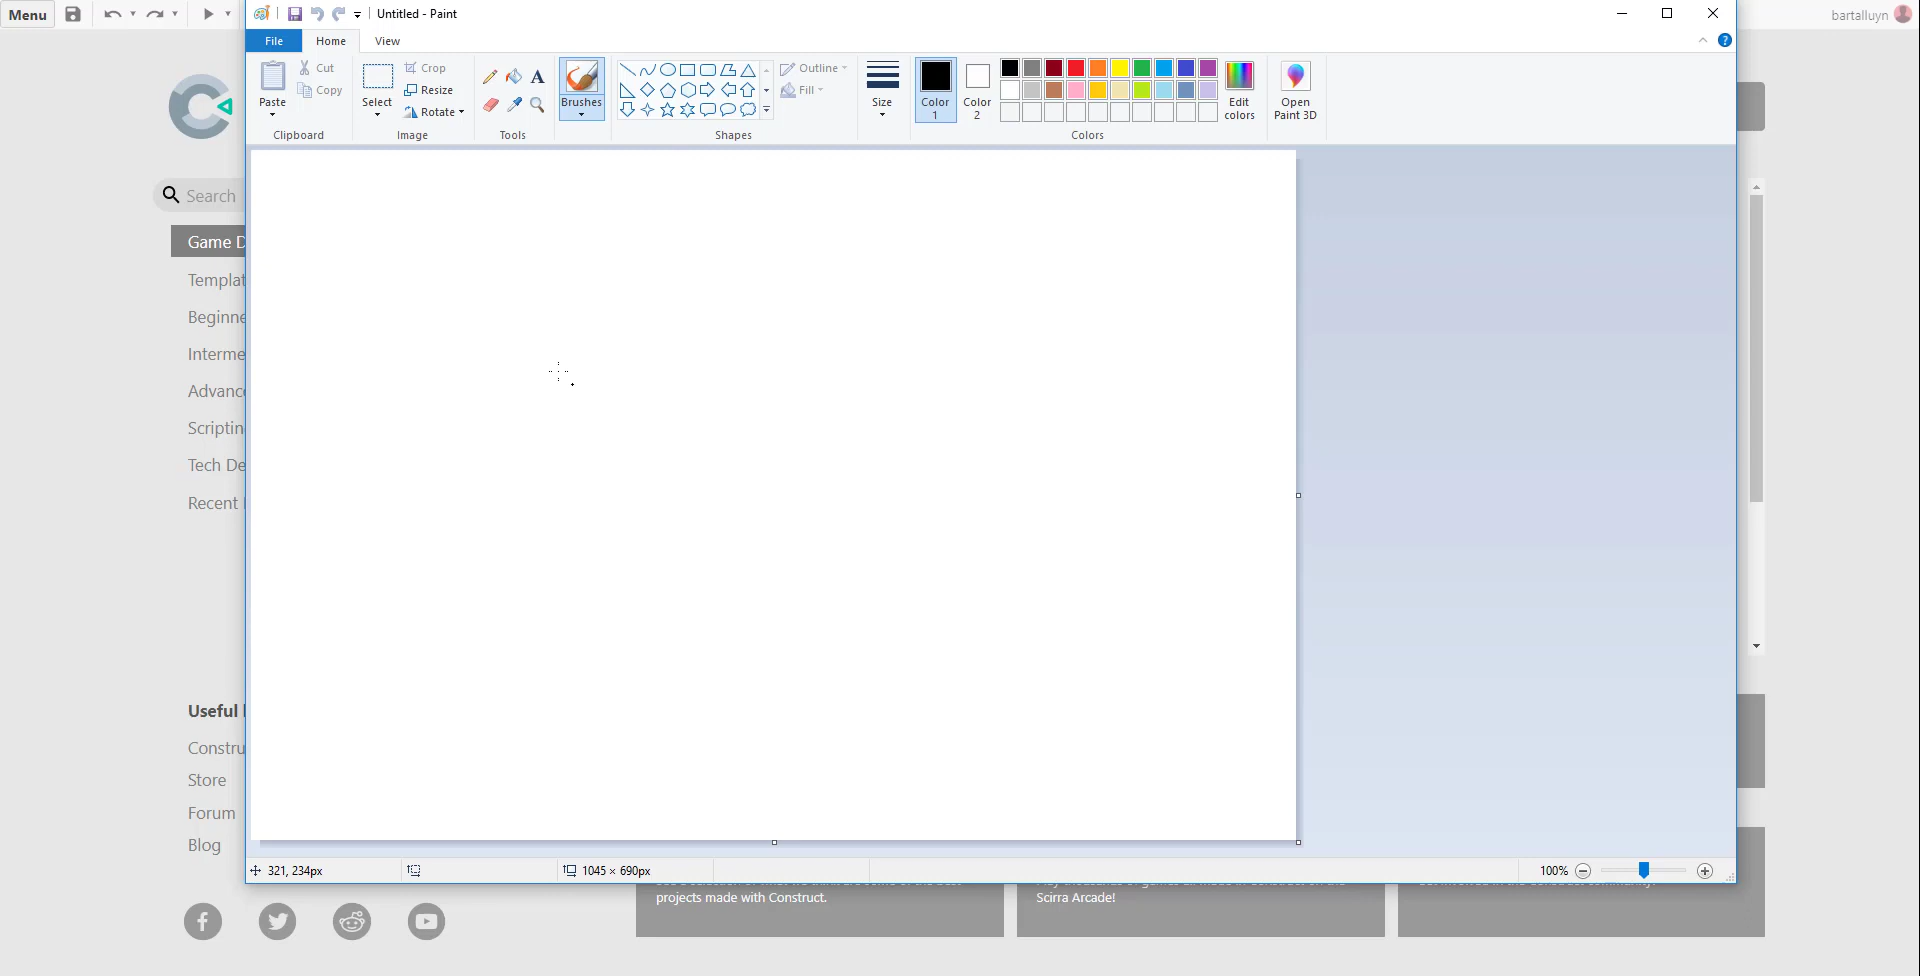 Menu
Untitled - Paint
bartalluyn
File
Home
View
Paste
Cut
Copy
Clipboard
Select
Crop
Resize
Rotate
Image
A
Tools
Brushes
Shapes
Outline
Fill
Size
Color
1
Color
2
Edit
colors
Colors
Open
Paint 3D
Search
Game D
Templat
Beginne
Interme
Advanc
Scriptin
Tech De
Recent
Useful
Constru
Store
Forum
Blog
321, 234px
1045 × 690px
100%
projects made with Construct.
Scirra Arcade!